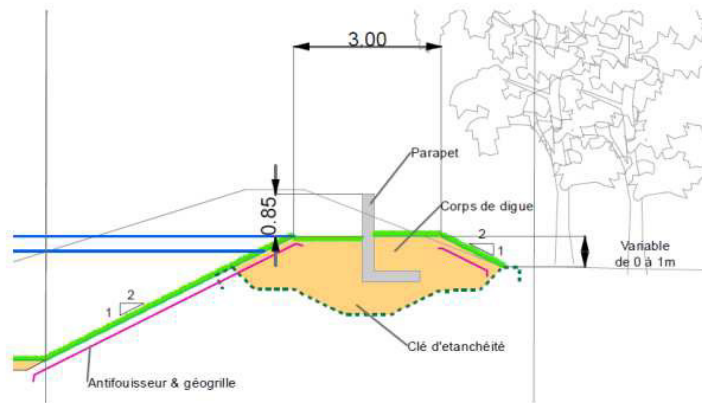 3.00
Parapet
0.85
Corps de digue
2
1
Variable
de 0 à 1m
2
1
Clé d'etanchéité
Antifouisseur & géogrille